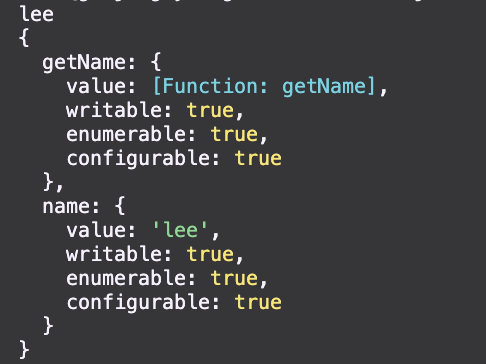 lee
{
  getName: {
    value: [Function: getName],
    writable: true,
    enumerable: true,
    configurable: true
  },
  name: {
    value: 'lee',
    writable: true,
    enumerable: true,
    configurable: true
  }
}